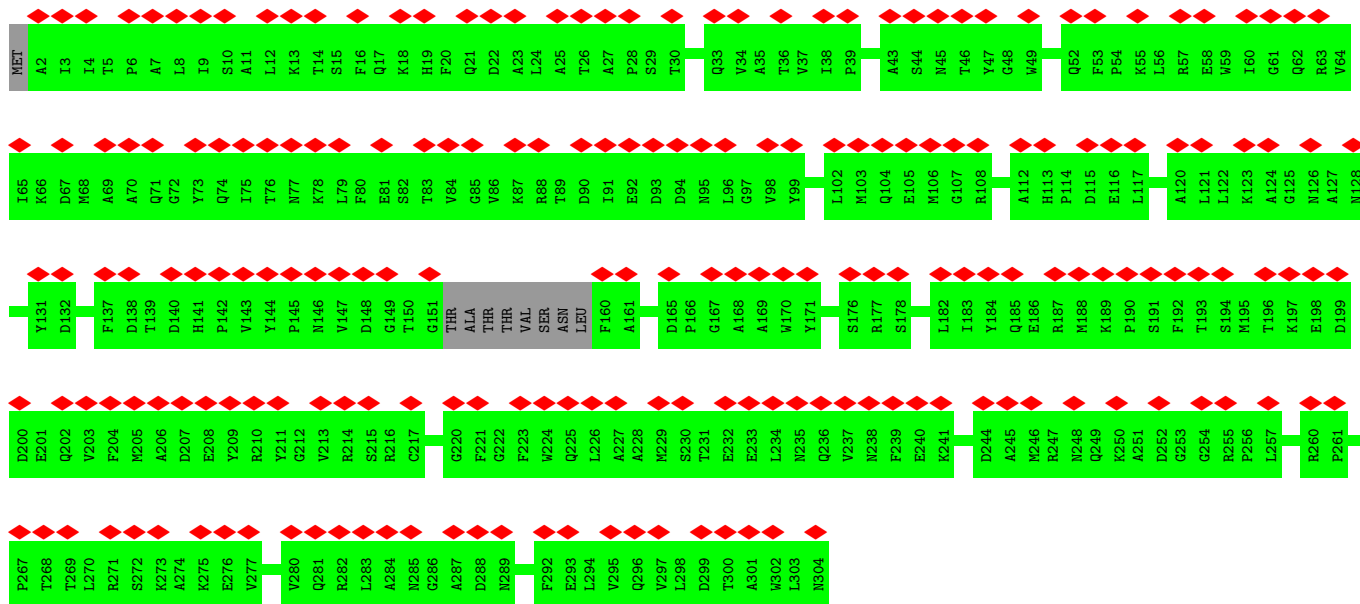 MET A2 I3 I4 T5 P6 A7 L8 I9 S10 A11 L12 K13 T14 S15 F16 Q17 K18 H19 F20 Q21 D22 A23 L24 A25 T26 A27 P28 S29 T30 Q33 V34 A35 T36 V37 I38 P39 A43 S44 N45 T46 Y47 G48 W49 Q52 F53 P54 K55 L56 R57 E58 W59 I60 G61 Q62 R63 V64
I65 K66 D67 M68 A69 A70 Q71 G72 Y73 Q74 I75 T76 N77 K78 L79 F80 E81 S82 T83 V84 G85 V86 K87 R88 T89 D90 I91 E92 D93 D94 N95 L96 G97 V98 Y99 L102 M103 Q104 E105 M106 G107 R108 A112 H113 P114 D115 E116 L117 A120 L121 L122 K123 A124 G125 N126 A127 N128
Y131 D132 F137 D138 T139 D140 H141 P142 V143 Y144 P145 N146 V147 D148 G149 T150 G151 THR ALA THR THR VAL SER ASN LEU F160 A161 D165 P166 G167 A168 A169 W170 Y171 S176 R177 S178 L182 I183 Y184 Q185 E186 R187 M188 K189 P190 S191 F192 T193 S194 M195 T196 K197 E198 D199
D200 E201 Q202 V203 F204 M205 A206 D207 E208 Y209 R210 Y211 G212 V213 R214 S215 R216 C217 G220 F221 G222 F223 W224 Q225 L226 A227 A228 M229 S230 T231 E232 E233 L234 N235 Q236 V237 N238 F239 E240 K241 D244 A245 M246 R247 N248 Q249 K250 A251 D252 G253 G254 R255 P256 L257 R260 P261
P267 T268 T269 L270 R271 S272 K273 A274 K275 E276 V277 V280 Q281 R282 L283 A284 N285 G286 A287 D288 N289 F292 E293 L294 V295 Q296 V297 L298 D299 T300 A301 W302 L303 N304